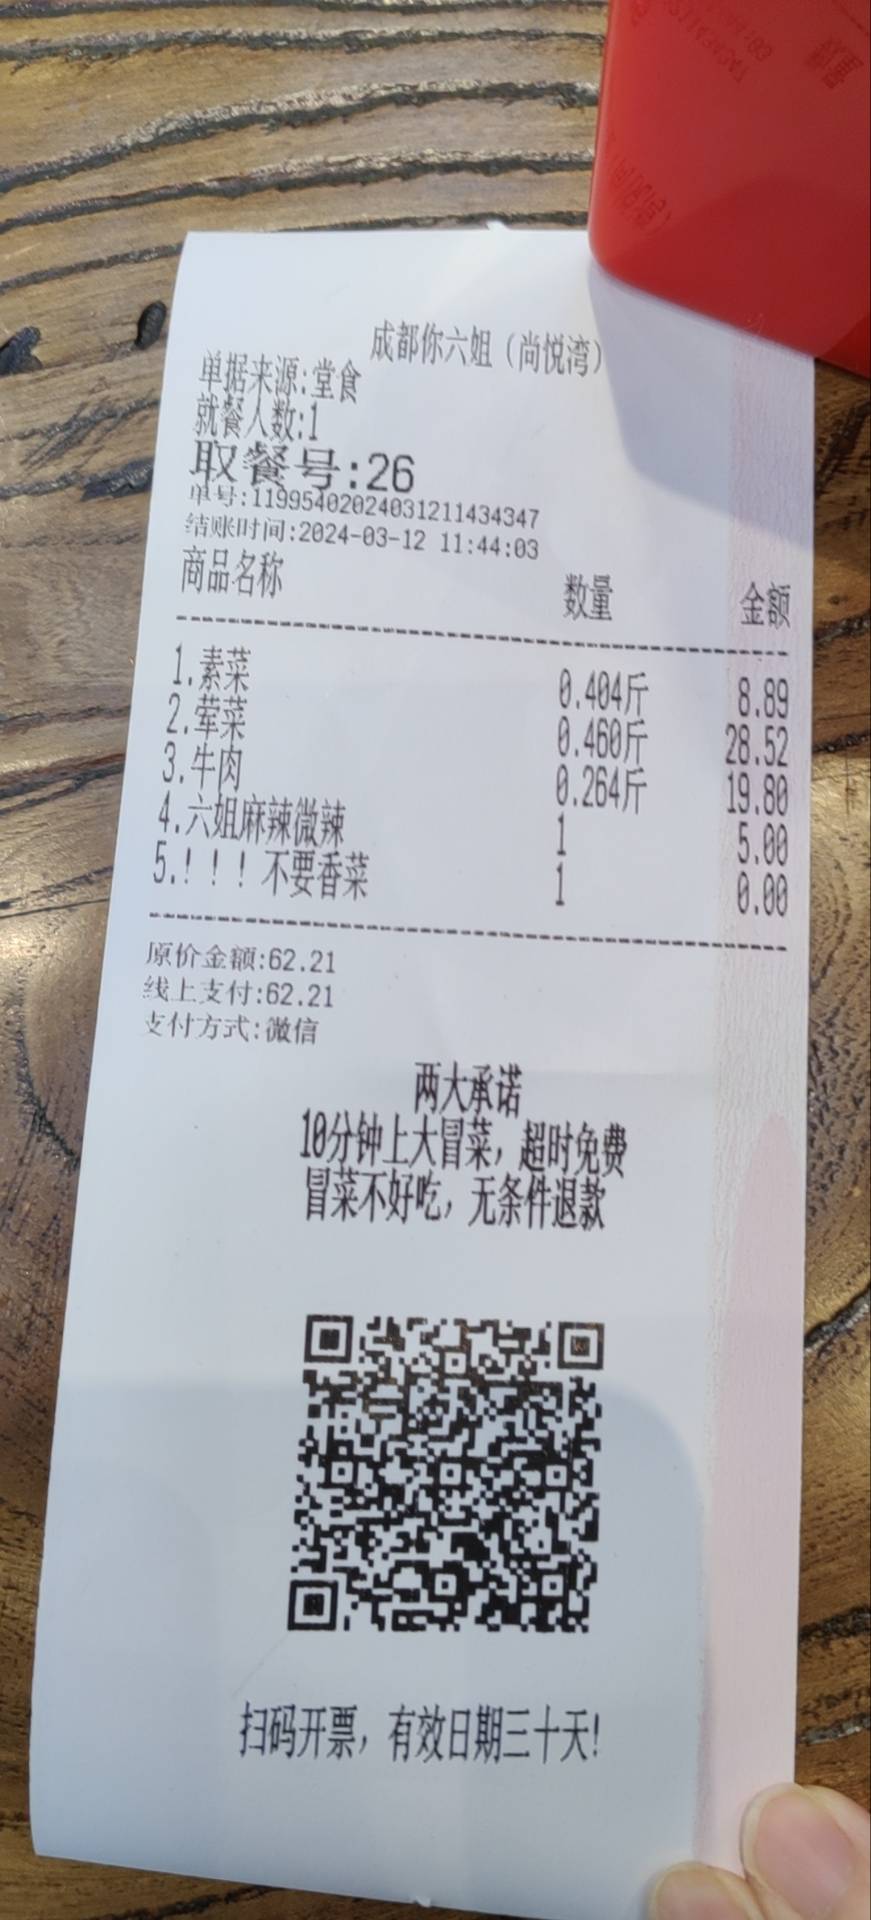 成都你六姐（尚悦湾）
单据来源:堂食
就餐人数:1
取餐号:26
单号:11995402024031211434347
结账时间:2024-03-12 11:44:03
商品名称 数量 金额
1.素菜 0.404斤 8.89
2.荤菜 0.460斤 28.52
3.牛肉 0.264斤 19.80
4.六姐麻辣微辣 1 5.00
5.！！！不要香菜 1 0.00
原价金额:62.21
线上支付:62.21
支付方式:微信
两大承诺
10分钟上大冒菜，超时免费
冒菜不好吃，无条件退款
扫码开票，有效日期三十天!